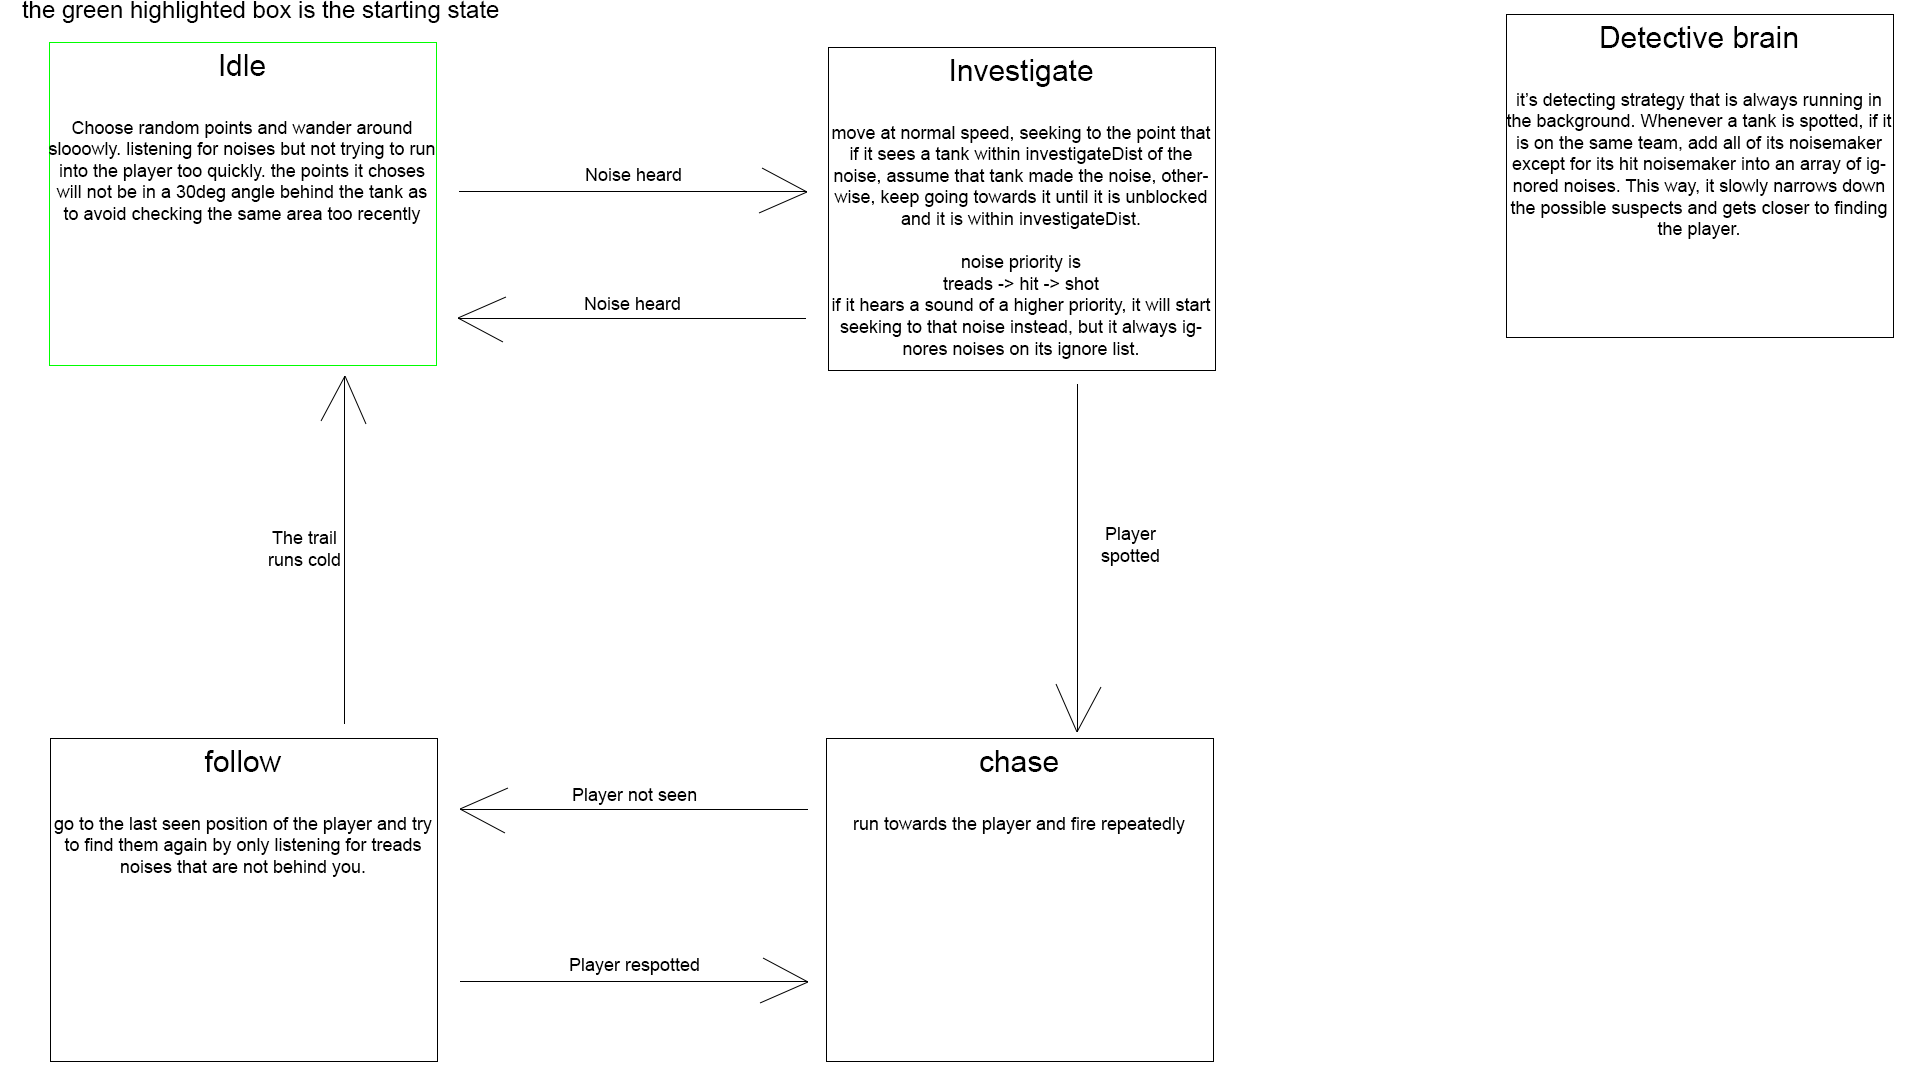 the green highlighted box is the starting state
Idle
Choose random points and wander around
slooowly. listening for noises but not trying to run
into the player too quickly. the points it choses
will not be in a 30deg angle behind the tank as
to avoid checking the same area too recently
Noise heard
Noise heard
Investigate
move at normal speed, seeking to the point that
if it sees a tank within investigateDist of the
noise, assume that tank made the noise, other-
wise, keep going towards it until it is unblocked
and it is within investigateDist.
noise priority is
treads -> hit -> shot
if it hears a sound of a higher priority, it will start
seeking to that noise instead, but it always ig-
nores noises on its ignore list.
Detective brain
it's detecting strategy that is always running in
the background. Whenever a tank is spotted, if it
is on the same team, add all of its noisemaker
except for its hit noisemaker into an array of ig-
nored noises. This way, it slowly narrows down
the possible suspects and gets closer to finding
the player.
The trail
runs cold
Player
spotted
follow
go to the last seen position of the player and try
to find them again by only listening for treads
noises that are not behind you.
Player not seen
Player respotted
chase
run towards the player and fire repeatedly